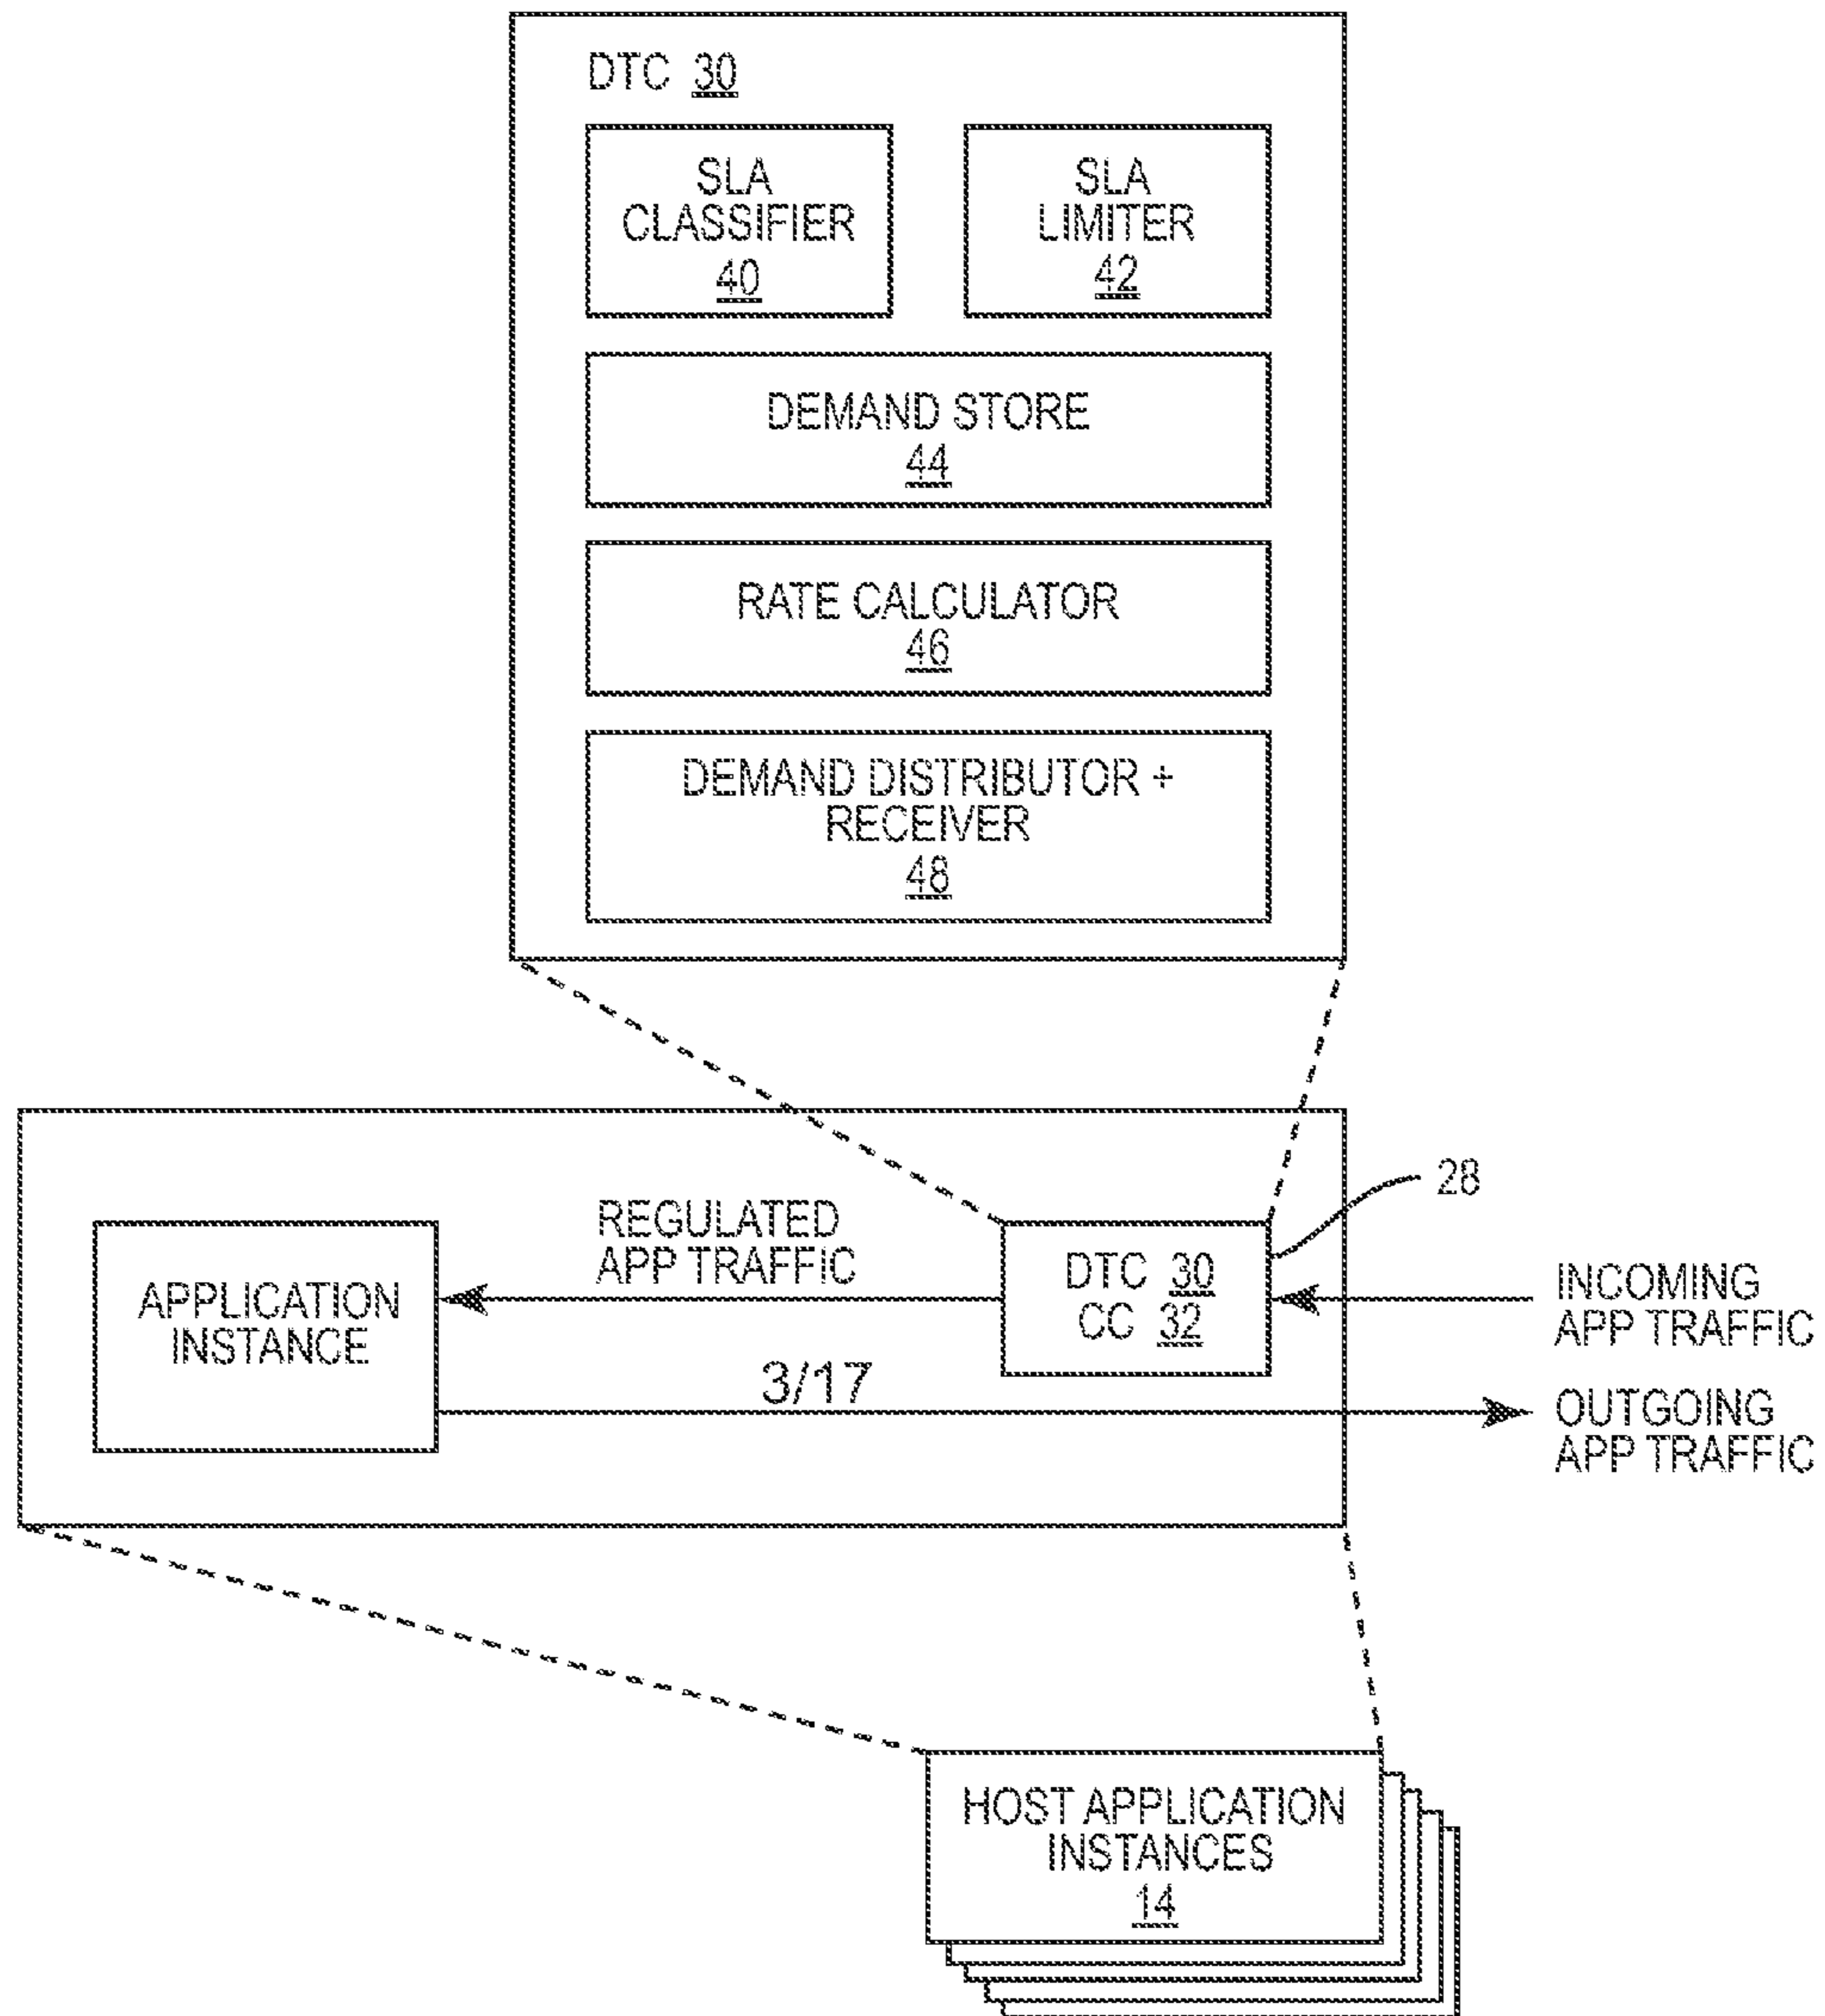 DTC 30
SLA
CLASSIFIER
40
SLA
LIMITER
42
DEMAND STORE
44
RATE CALCULATOR
46
DEMAND DISTRIBUTOR +
RECEIVER
48
28
REGULATED
APP TRAFFIC
APPLICATION
INSTANCE
DTC 30
CC 32
INCOMING
APP TRAFFIC
3/17
OUTGOING
APP TRAFFIC
HOST APPLICATION
INSTANCES
14